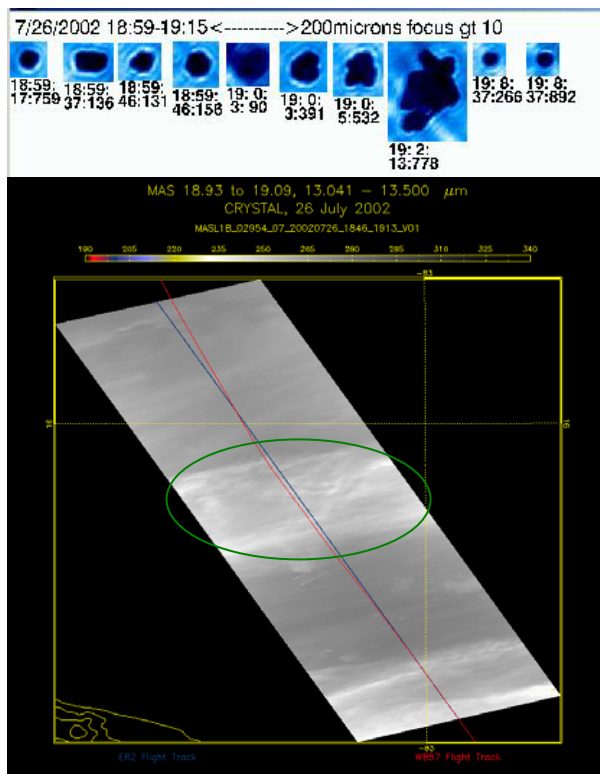 7/26/2002 18:59-19:15<---------->200microns focus gt 10
18:59: 18:59: 18:59: 18:59: 19: 0: 19: 0: 19: 0: 19: 2: 19: 8: 19: 8:
17:759 37:136 46:131 46:156 3: 90 3:391 5:532 13:778 37:266 37:892
MAS 18.93 to 19.09, 13.041 – 13.500 μm
CRYSTAL, 26 July 2002
MASL1B_02954_07_20020726_1846_1913_V01
190 205 220 235 250 265 280 295 310 325 340
-83
16 16
-83
ER2 Flight Track WB57 Flight Track